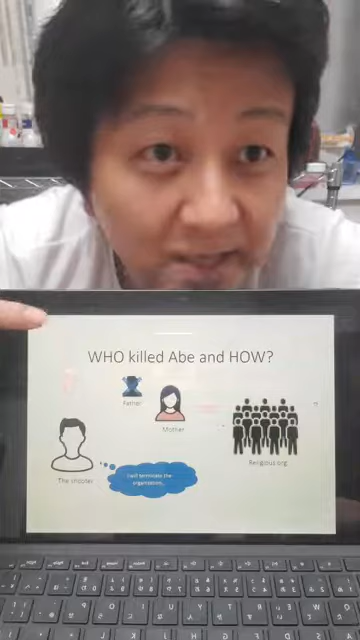 WHO killed Abe and HOW?
Father
Mother
Religious org.
The shooter
I will terminate the
organization.